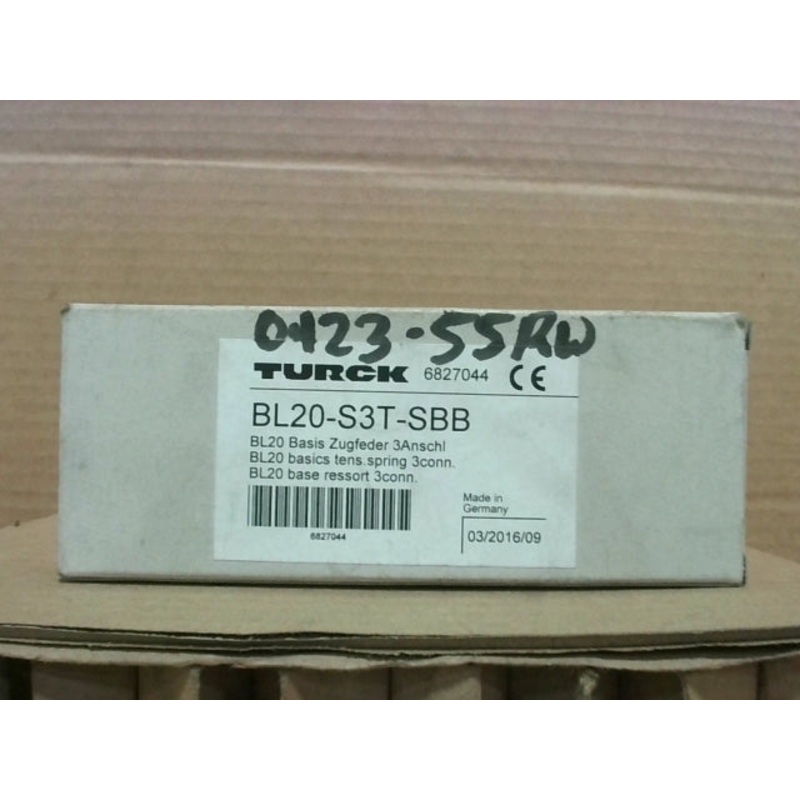 0423-55RW
TURCK 6827044 CE
BL20-S3T-SBB
BL20 Basis Zugfeder 3Anschl
BL20 basics tens.spring 3conn.
BL20 base ressort 3conn.
6827044
Made in
Germany
03/2016/09